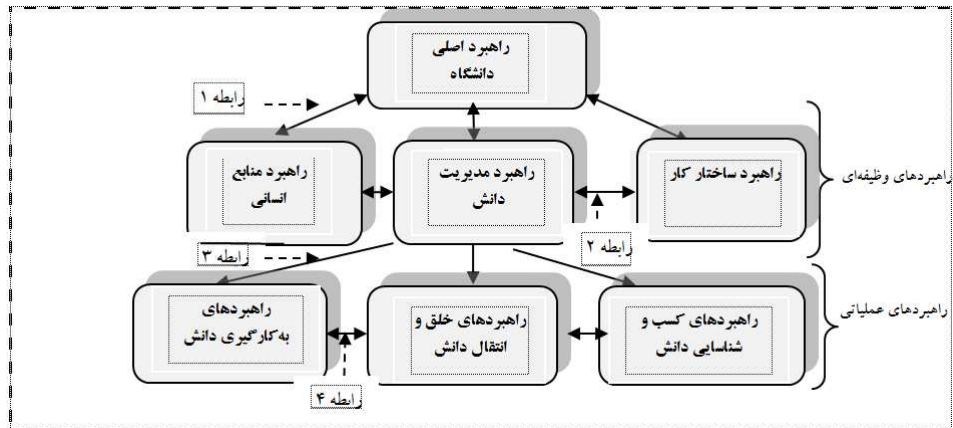 راهبرد اصلی
دانشگاه
رابطه ۱
راهبرد ساختار کار
راهبرد مدیریت
دانش
راهبرد منابع
انسانی
راهبردهای وظیفه‌ای
رابطه ۲
رابطه ۳
راهبردهای کسب و
شناسایی دانش
راهبردهای خلق و
انتقال دانش
راهبردهای
به‌کارگیری دانش
راهبردهای عملیاتی
رابطه ۴